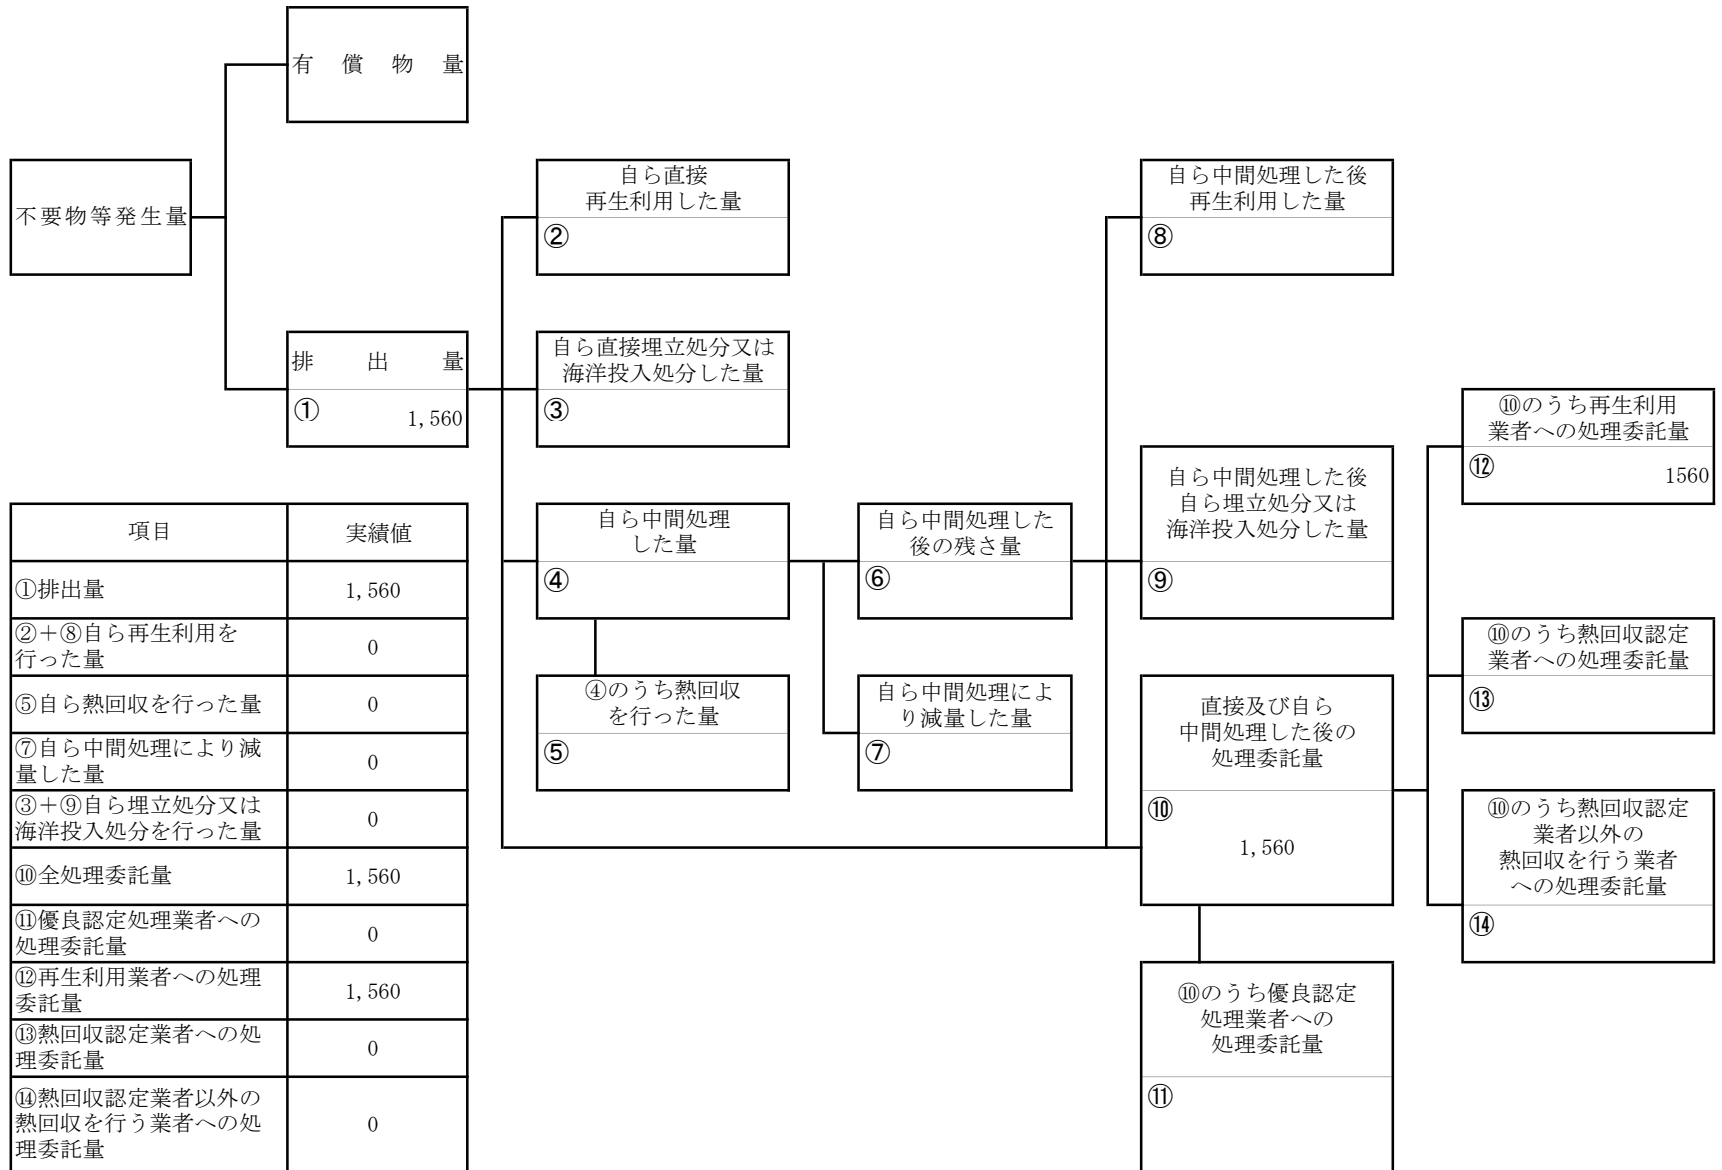 有償物量
不要物等発生量
排出量
①
1,560
自ら直接
再生利用した量
②
自ら直接埋立処分又は
海洋投入処分した量
③
自ら中間処理
した量
④
④のうち熱回収
を行った量
⑤
自ら中間処理した
後の残さ量
⑥
自ら中間処理によ
り減量した量
⑦
自ら中間処理した後
再生利用した量
⑧
自ら中間処理した後
自ら埋立処分又は
海洋投入処分した量
⑨
直接及び自ら
中間処理した後の
処理委託量
⑩
1,560
⑩のうち優良認定
処理業者への
処理委託量
⑪
⑩のうち再生利用
業者への処理委託量
⑫
1560
⑩のうち熱回収認定
業者への処理委託量
⑬
⑩のうち熱回収認定
業者以外の
熱回収を行う業者
への処理委託量
⑭
項目 実績値
①排出量 1,560
②＋⑧自ら再生利用を
行った量
0
⑤自ら熱回収を行った量 0
⑦自ら中間処理により減
量した量
0
③＋⑨自ら埋立処分又は
海洋投入処分を行った量
0
⑩全処理委託量 1,560
⑪優良認定処理業者への
処理委託量
0
⑫再生利用業者への処理
委託量
1,560
⑬熱回収認定業者への処
理委託量
0
⑭熱回収認定業者以外の
熱回収を行う業者への処
理委託量
0